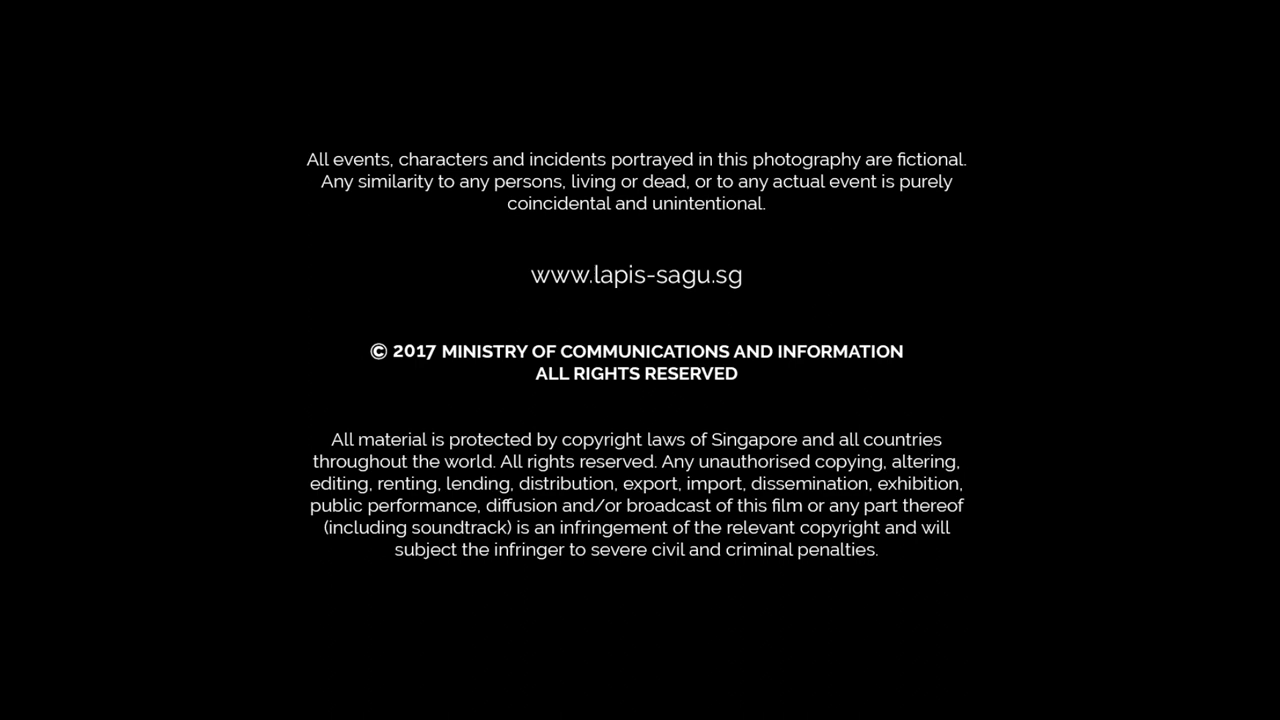 All events, characters and incidents portrayed in this photography are fictional.
Any similarity to any persons, living or dead, or to any actual event is purely
coincidental and unintentional.
www.lapis-sagu.sg
© 2017 MINISTRY OF COMMUNICATIONS AND INFORMATION
ALL RIGHTS RESERVED
All material is protected by copyright laws of Singapore and all countries
throughout the world. All rights reserved. Any unauthorised copying, altering,
editing, renting, lending, distribution, export, import, dissemination, exhibition,
public performance, diffusion and/or broadcast of this film or any part thereof
(including soundtrack) is an infringement of the relevant copyright and will
subject the infringer to severe civil and criminal penalties.